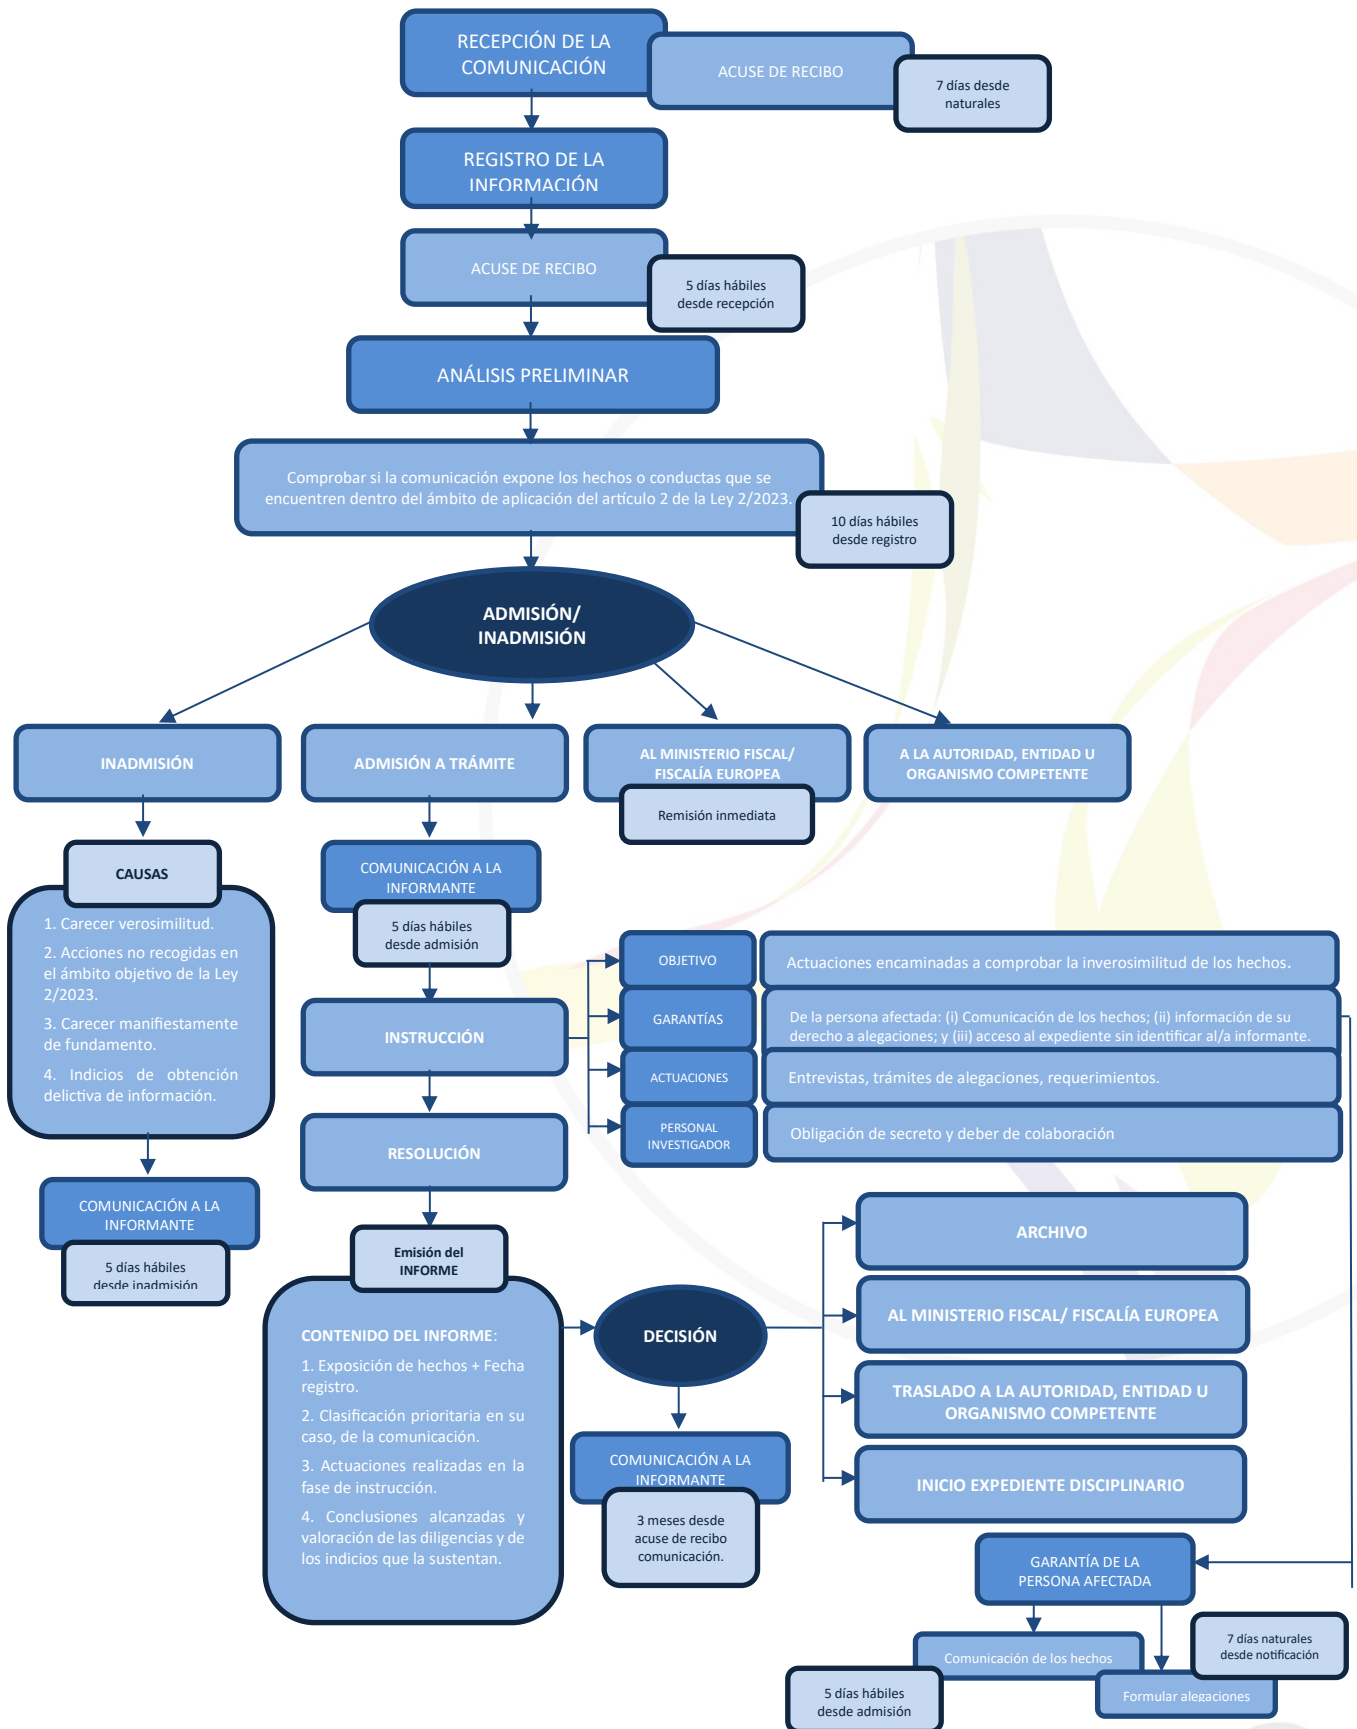 RECEPCIÓN DE LA
COMUNICACIÓN
ACUSE DE RECIBO
7 días desde
naturales
REGISTRO DE LA
INFORMACIÓN
ACUSE DE RECIBO
5 días hábiles
desde recepción
ANÁLISIS PRELIMINAR
Comprobar si la comunicación expone los hechos o conductas que se
encuentren dentro del ámbito de aplicación del artículo 2 de la Ley 2/2023.
10 días hábiles
desde registro
ADMISIÓN/
INADMISIÓN
INADMISIÓN
ADMISIÓN A TRÁMITE
AL MINISTERIO FISCAL/
FISCALÍA EUROPEA
Remisión inmediata
A LA AUTORIDAD, ENTIDAD U
ORGANISMO COMPETENTE
CAUSAS
1. Carecer verosimilitud.
2. Acciones no recogidas en
el ámbito objetivo de la Ley
2/2023.
3. Carecer manifiestamente
de fundamento.
4. Indicios de obtención
delictiva de información.
COMUNICACIÓN A LA
INFORMANTE
5 días hábiles
desde inadmisión
COMUNICACIÓN A LA
INFORMANTE
5 días hábiles
desde admisión
INSTRUCCIÓN
OBJETIVO
Actuaciones encaminadas a comprobar la inverosimilitud de los hechos.
GARANTÍAS
De la persona afectada: (i) Comunicación de los hechos; (ii) información de su
derecho a alegaciones; y (iii) acceso al expediente sin identificar al/a informante.
ACTUACIONES
Entrevistas, trámites de alegaciones, requerimientos.
PERSONAL
INVESTIGADOR
Obligación de secreto y deber de colaboración
RESOLUCIÓN
Emisión del
INFORME
CONTENIDO DEL INFORME:
1. Exposición de hechos + Fecha
registro.
2. Clasificación prioritaria en su
caso, de la comunicación.
3. Actuaciones realizadas en la
fase de instrucción.
4. Conclusiones alcanzadas y
valoración de las diligencias y de
los indicios que la sustentan.
DECISIÓN
COMUNICACIÓN A LA
INFORMANTE
3 meses desde
acuse de recibo
comunicación.
ARCHIVO
AL MINISTERIO FISCAL/ FISCALÍA EUROPEA
TRASLADO A LA AUTORIDAD, ENTIDAD U
ORGANISMO COMPETENTE
INICIO EXPEDIENTE DISCIPLINARIO
GARANTÍA DE LA
PERSONA AFECTADA
Comunicación de los hechos
5 días hábiles
desde admisión
7 días naturales
desde notificación
Formular alegaciones